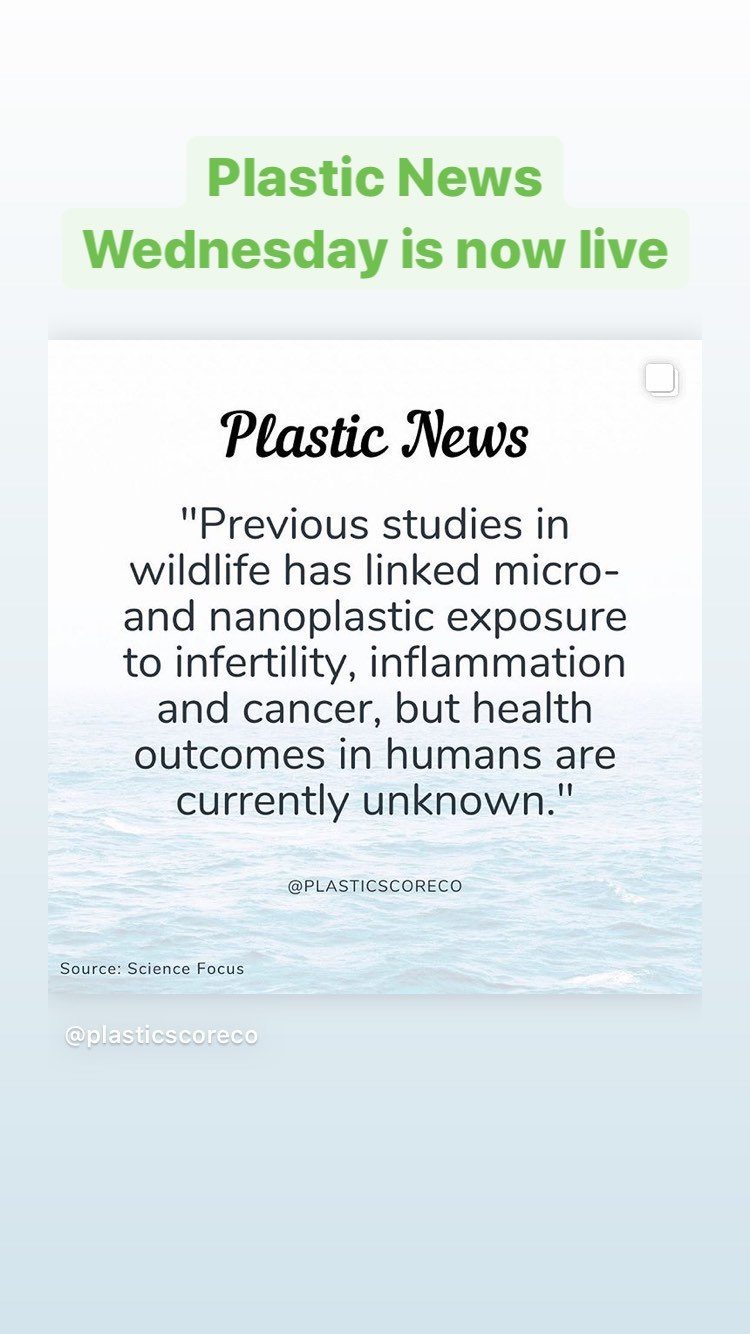 Plastic News
Wednesday is now live
Plastic News
"Previous studies in
wildlife has linked micro-
and nanoplastic exposure
to infertility, inflammation
and cancer, but health
outcomes in humans are
currently unknown."
@PLASTICSCORECO
Source: Science Focus
@plasticscoreco